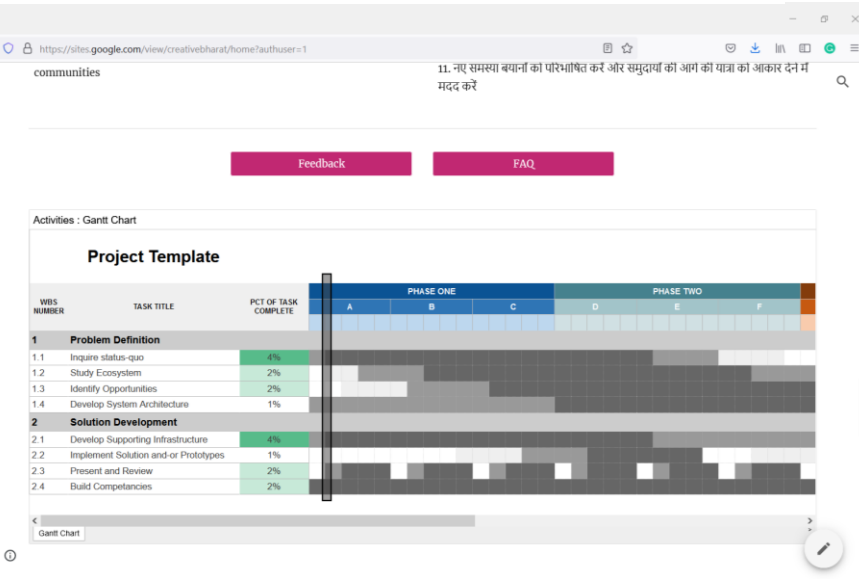 https://sites.google.com/view/creativebharat/home?authuser=1
communities
11. नए समस्या बयानों को परिभाषित करें और समुदायों की आगे की यात्रा को आकार देने में
मदद करें
Feedback
FAQ
Activities : Gantt Chart
Project Template
WBS NUMBER
TASK TITLE
PCT OF TASK COMPLETE
PHASE ONE
PHASE TWO
A B C D E F
1 Problem Definition
1.1 Inquire status-quo 4%
1.2 Study Ecosystem 2%
1.3 Identify Opportunities 2%
1.4 Develop System Architecture 1%
2 Solution Development
2.1 Develop Supporting Infrastructure 4%
2.2 Implement Solution and-or Prototypes 1%
2.3 Present and Review 2%
2.4 Build Competancies 2%
Gantt Chart